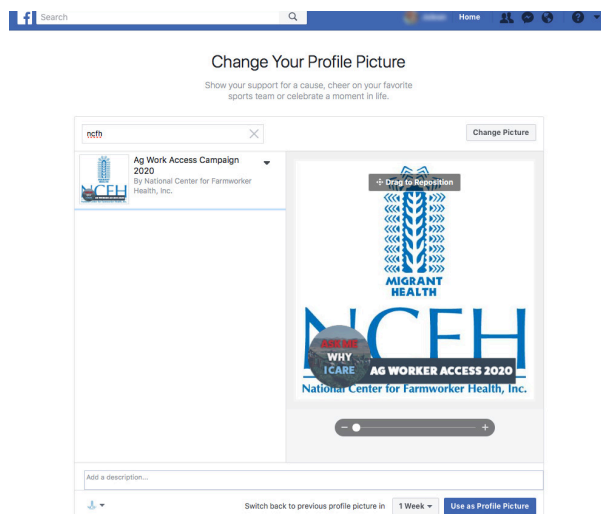 Search
Home
Change Your Profile Picture
Show your support for a cause, cheer on your favorite
sports team or celebrate a moment in life.
ncfh
Change Picture
Ag Work Access Campaign
2020
By National Center for Farmworker
Health, Inc.
NCFH
Drag to Reposition
MIGRANT
HEALTH
NCFH
ASK ME
WHY
I CARE
AG WORKER ACCESS 2020
National Center for Farmworker Health, Inc.
Add a description...
Switch back to previous profile picture in
1 Week
Use as Profile Picture